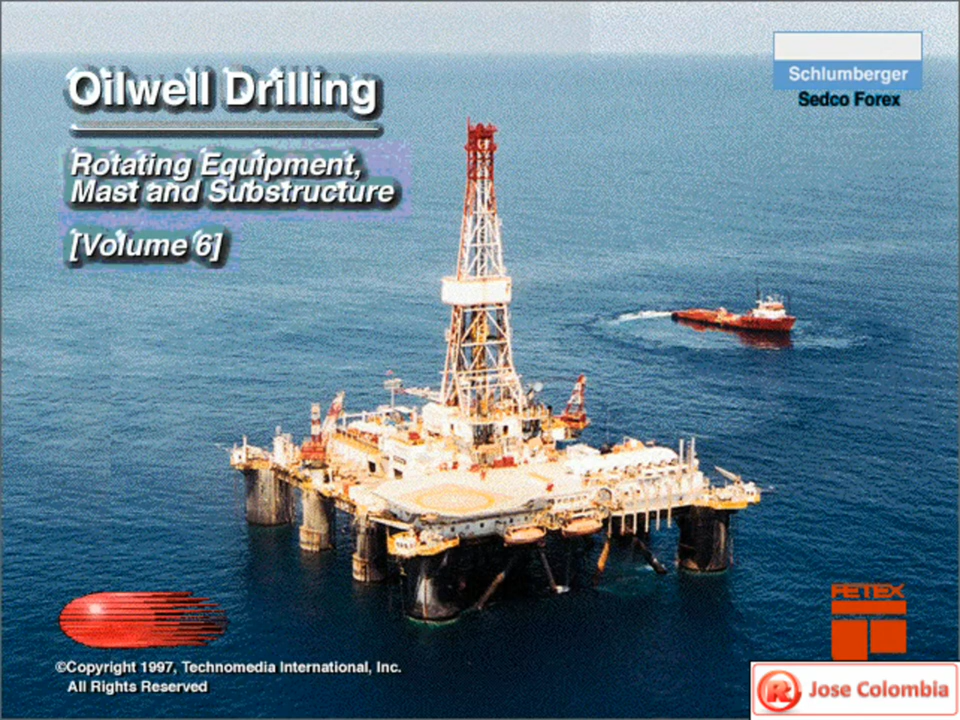 Oilwell Drilling
Schlumberger
Sedco Forex
Rotating Equipment,
Mast and Substructure
[Volume 6]
©Copyright 1997, Technomedia International, Inc.
All Rights Reserved
FETEX
R Jose Colombia